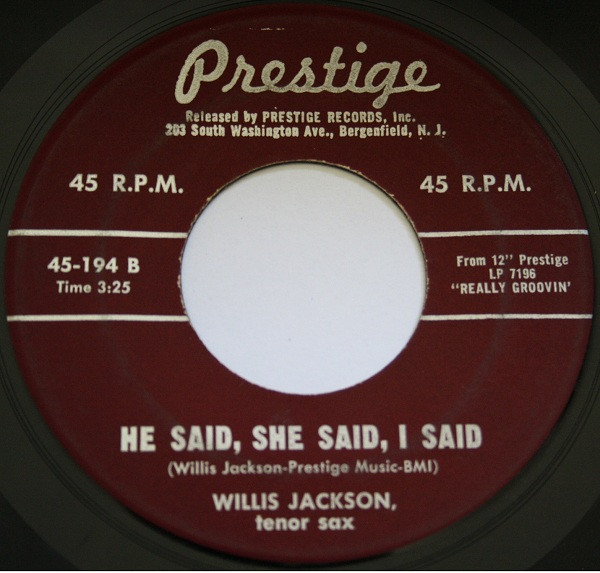 Prestige
Released by PRESTIGE RECORDS, Inc.
203 South Washington Ave., Bergenfield, N. J.
45 R.P.M.
45 R.P.M.
45-194 B
Time 3:25
From 12" Prestige
LP 7196
"REALLY GROOVIN'
HE SAID, SHE SAID, I SAID
(Willis Jackson-Prestige Music-BMI)
WILLIS JACKSON,
tenor sax